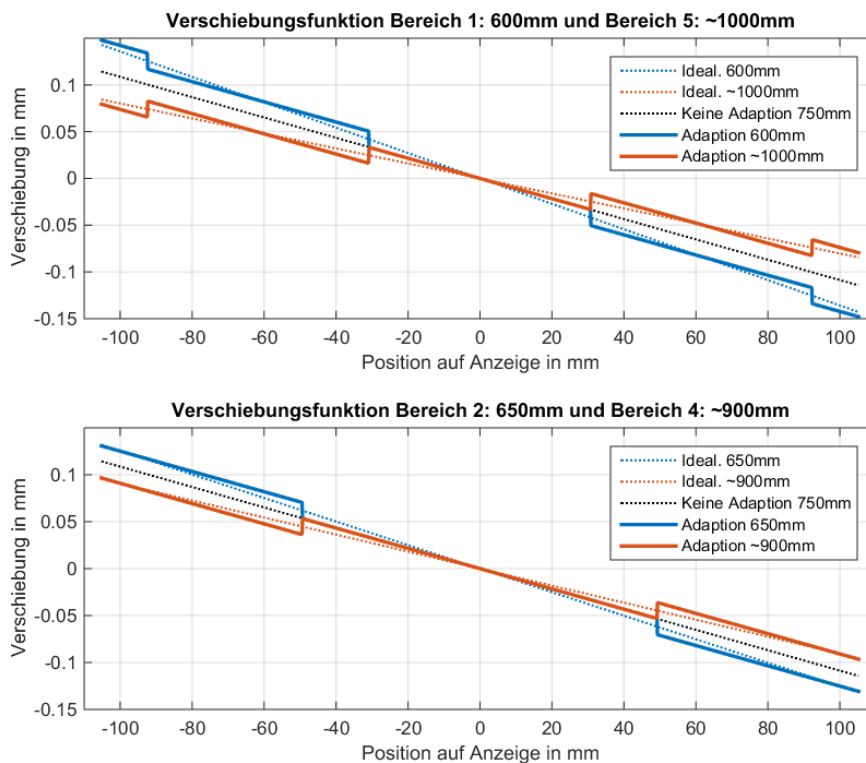 Verschiebungsfunktion Bereich 1: 600mm und Bereich 5: ~1000mm
Verschiebung in mm
0.1
0.05
0
-0.05
-0.1
-0.15
Ideal. 600mm
Ideal. ~1000mm
Keine Adaption 750mm
Adaption 600mm
Adaption ~1000mm
-100 -80 -60 -40 -20 0 20 40 60 80 100
Position auf Anzeige in mm
Verschiebungsfunktion Bereich 2: 650mm und Bereich 4: ~900mm
Verschiebung in mm
0.1
0.05
0
-0.05
-0.1
-0.15
Ideal. 650mm
Ideal. ~900mm
Keine Adaption 750mm
Adaption 650mm
Adaption ~900mm
-100 -80 -60 -40 -20 0 20 40 60 80 100
Position auf Anzeige in mm